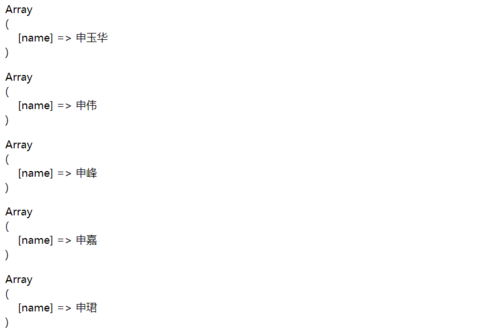 Array
(
[name] => 申玉华
)
Array
(
[name] => 申伟
)
Array
(
[name] => 申峰
)
Array
(
[name] => 申嘉
)
Array
(
[name] => 申珺
)